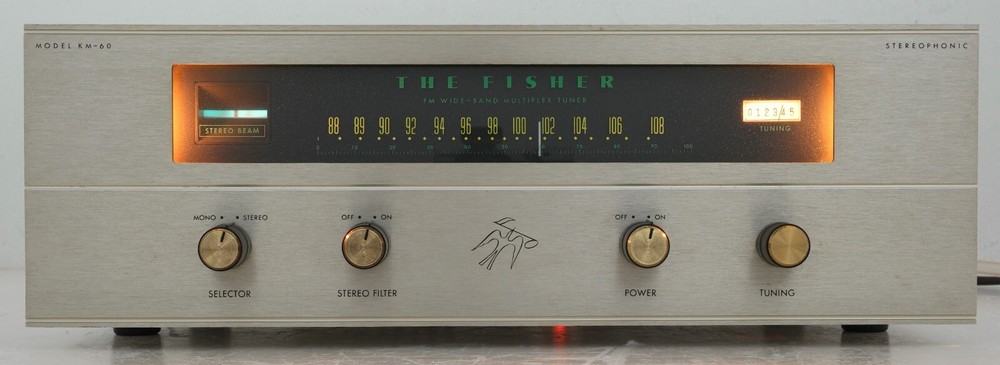 MODEL KM-60
STEREOPHONIC
THE FISHER
FM WIDE-BAND MULTIPLEX TUNER
STEREO BEAM
88 89 90 92 94 96 98 100 102 104 106 108
012345
TUNING
MONO • • STEREO
OFF • • ON
OFF • • ON
SELECTOR
STEREO FILTER
POWER
TUNING